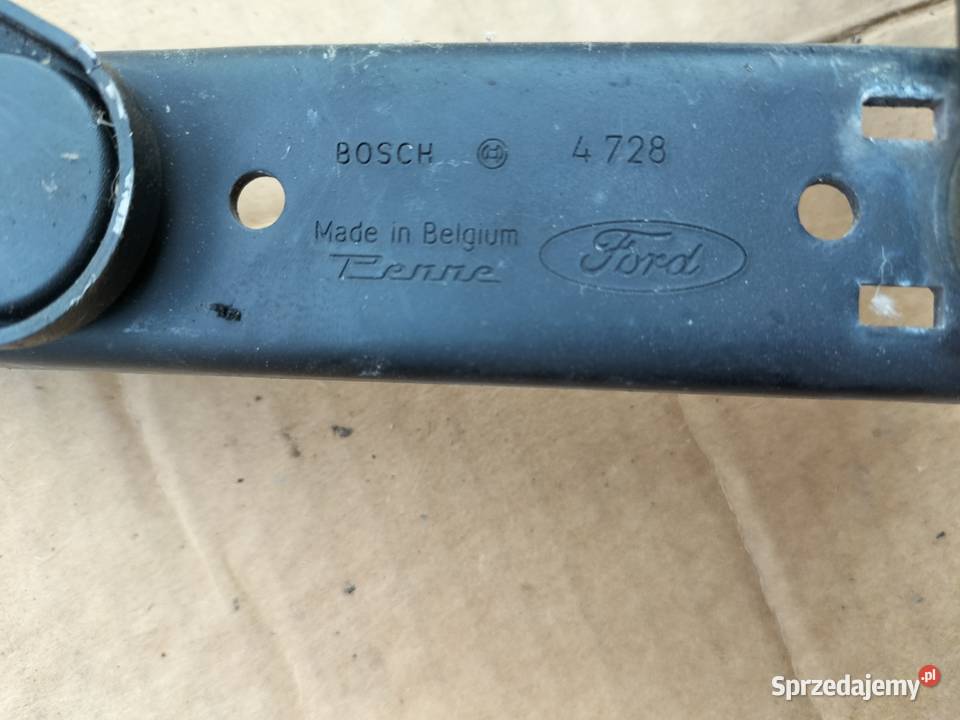 BOSCH 4 728
Made in Belgium
Ford
Sprzedajemy.pl